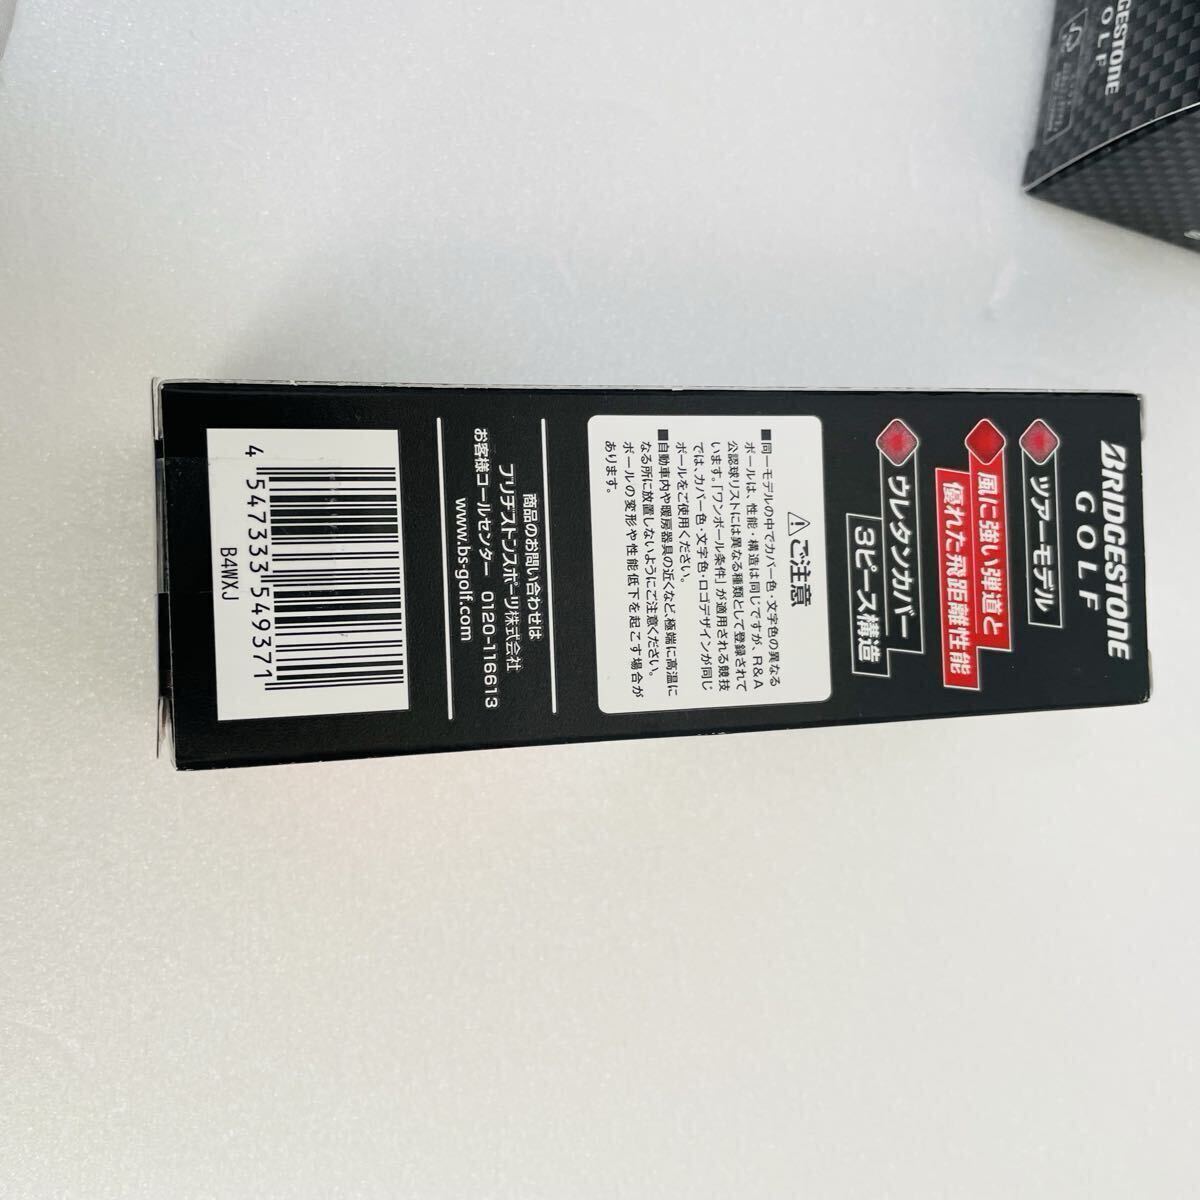 BRIDGESTONE
GOLF
ツアーモデル
風に強い弾道と
優れた飛距離性能
ウレタンカバー
3ピース構造
ご注意
■同一モデルの中でカバー色・文字色の異なる
ボールは、性能・構造は同じですが、R&A
公認球リストには異なる種類として登録されて
います。「ワンボール条件」が適用される競技
では、カバー色・文字色・ロゴデザインが同じ
ボールをご使用ください。
■自動車内や暖房器具の近くなど、極端に高温に
なる所に放置しないようにご注意ください。
ボールの変形や性能低下を起こす場合が
あります。
商品のお問い合わせは
ブリヂストンスポーツ株式会社
お客様コールセンター 0120-116613
www.bs-golf.com
4 547333 549371
B4WXJ
GESTONE
OLF